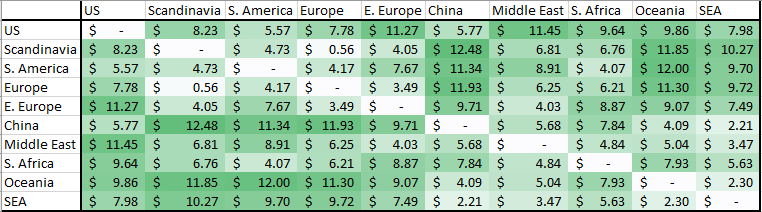 US Scandinavia S. America Europe E. Europe China Middle East S. Africa Oceania SEA
US $ - $ 8.23 $ 5.57 $ 7.78 $ 11.27 $ 5.77 $ 11.45 $ 9.64 $ 9.86 $ 7.98
Scandinavia $ 8.23 $ - $ 4.73 $ 0.56 $ 4.05 $ 12.48 $ 6.81 $ 6.76 $ 11.85 $ 10.27
S. America $ 5.57 $ 4.73 $ - $ 4.17 $ 7.67 $ 11.34 $ 8.91 $ 4.07 $ 12.00 $ 9.70
Europe $ 7.78 $ 0.56 $ 4.17 $ - $ 3.49 $ 11.93 $ 6.25 $ 6.21 $ 11.30 $ 9.72
E. Europe $ 11.27 $ 4.05 $ 7.67 $ 3.49 $ - $ 9.71 $ 4.03 $ 8.87 $ 9.07 $ 7.49
China $ 5.77 $ 12.48 $ 11.34 $ 11.93 $ 9.71 $ - $ 5.68 $ 7.84 $ 4.09 $ 2.21
Middle East $ 11.45 $ 6.81 $ 8.91 $ 6.25 $ 4.03 $ 5.68 $ - $ 4.84 $ 5.04 $ 3.47
S. Africa $ 9.64 $ 6.76 $ 4.07 $ 6.21 $ 8.87 $ 7.84 $ 4.84 $ - $ 7.93 $ 5.63
Oceania $ 9.86 $ 11.85 $ 12.00 $ 11.30 $ 9.07 $ 4.09 $ 5.04 $ 7.93 $ - $ 2.30
SEA $ 7.98 $ 10.27 $ 9.70 $ 9.72 $ 7.49 $ 2.21 $ 3.47 $ 5.63 $ 2.30 $ -